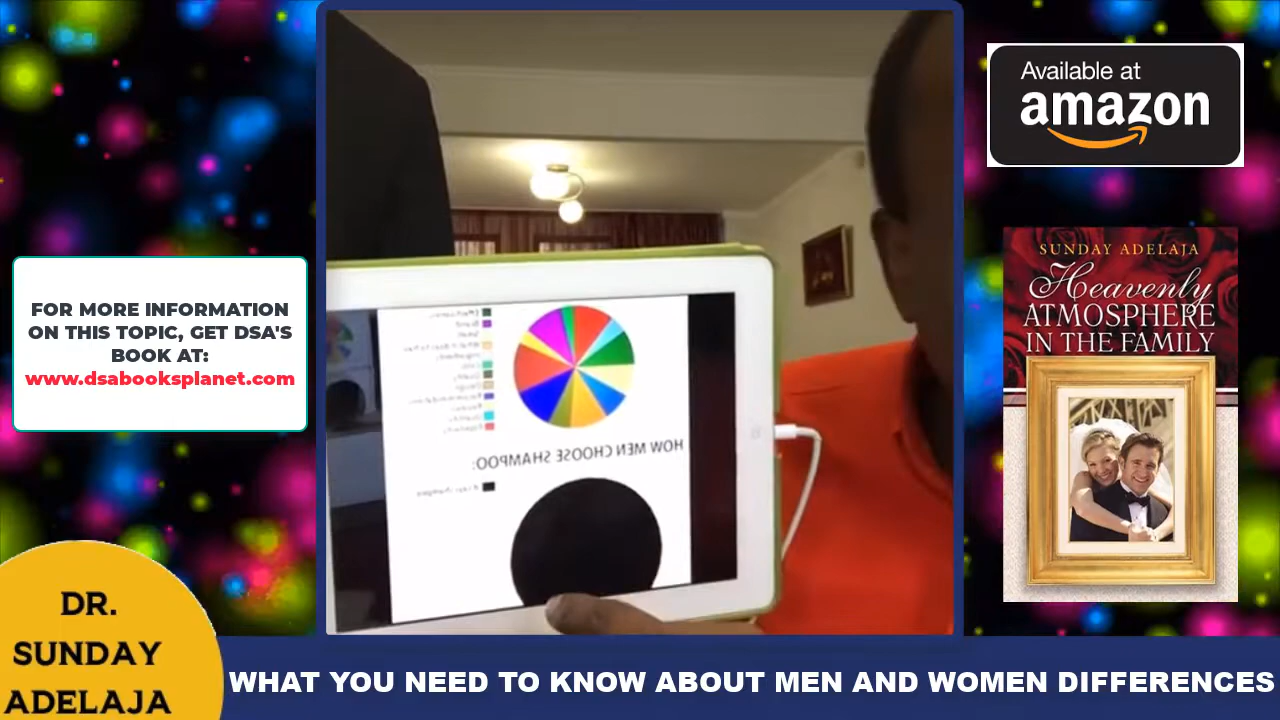 FOR MORE INFORMATION
ON THIS TOPIC, GET DSA'S
BOOK AT:
www.dsabooksplanet.com
DR.
SUNDAY
ADELAJA
HOW MEN CHOOSE SHAMPOO:
Available at
amazon
SUNDAY ADELAJA
Heavenly
ATMOSPHERE
IN THE FAMILY
WHAT YOU NEED TO KNOW ABOUT MEN AND WOMEN DIFFERENCES